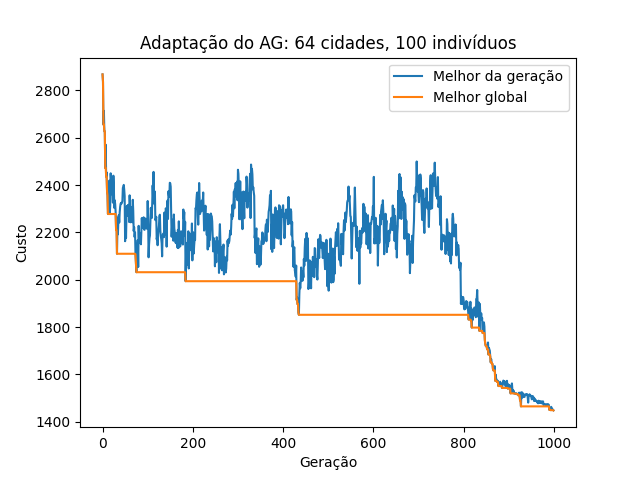 Adaptação do AG: 64 cidades, 100 indivíduos
Melhor da geração
Melhor global
2800
2600
2400
2200
2000
1800
1600
1400
Custo
0 200 400 600 800 1000
Geração